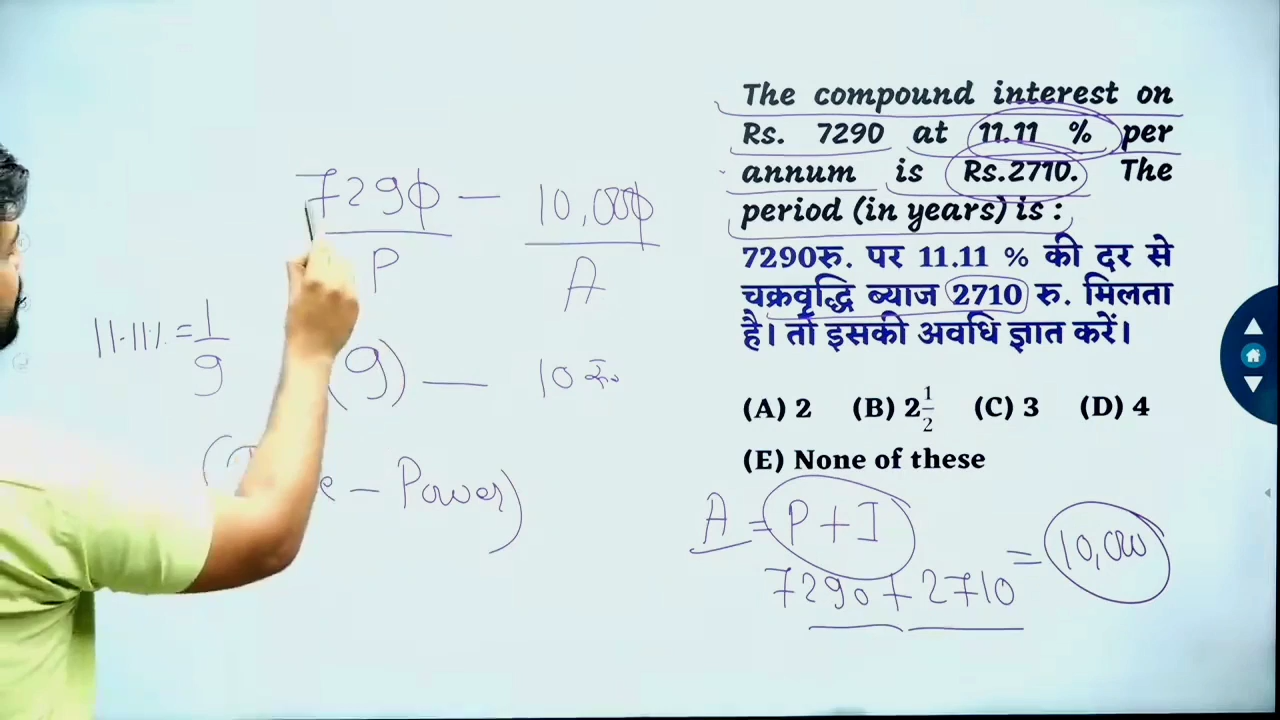 The compound interest on
Rs. 7290 at 11.11 % per
annum is Rs.2710. The
period (in years) is :
7290रु. पर 11.11 % की दर से
चक्रवृद्धि ब्याज 2710 रु. मिलता
है। तो इसकी अवधि ज्ञात करें।
(A) 2 (B) 2 1/2 (C) 3 (D) 4
(E) None of these
7290 — 10,000
P A
11.11% = 1/9
(9) — 10 रु०
– Power)
A = P + I
7290 + 2710 = 10,000